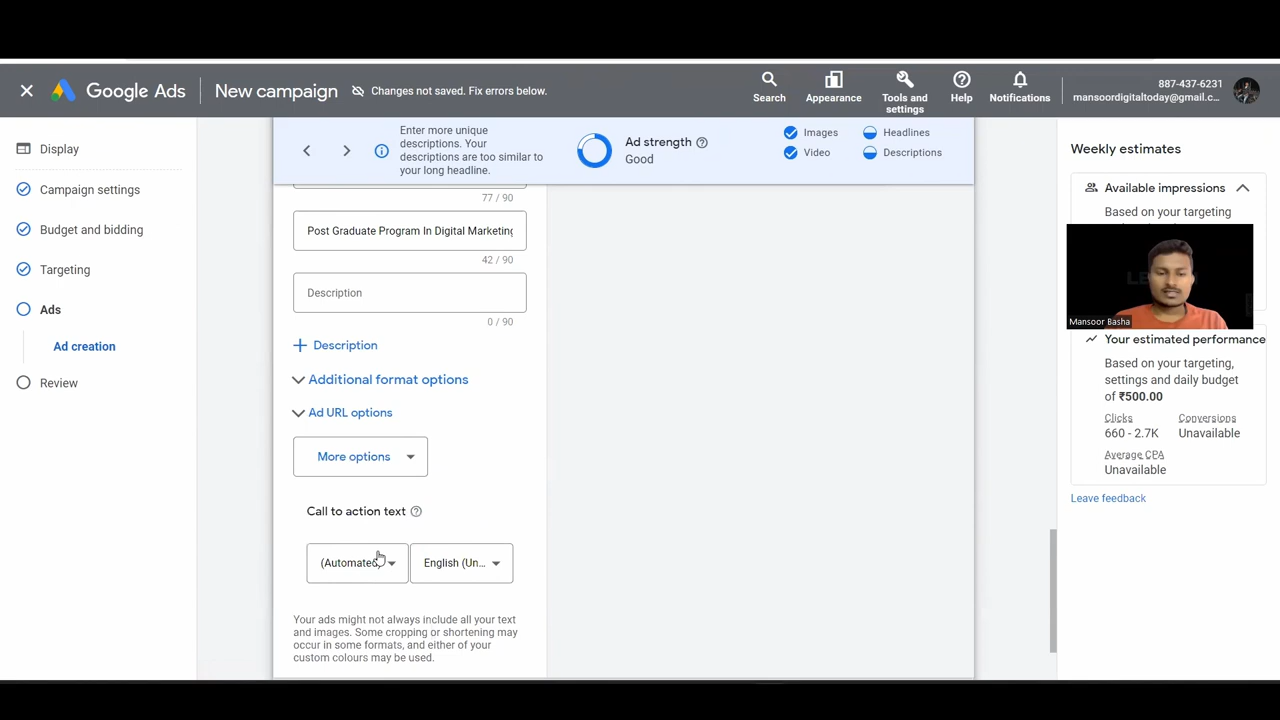 Google Ads
New campaign
Changes not saved. Fix errors below.
Search
Appearance
Tools and
settings
Help
Notifications
887-437-6231
mansoordigitaltoday@gmail.c...
Display
Campaign settings
Budget and bidding
Targeting
Ads
Ad creation
Review
Enter more
unique
descriptions. Your
descriptions are too similar to
your long headline.
Ad strength
Good
Images
Headlines
Video
Descriptions
77 / 90
Post Graduate Program In Digital Marketing
42 / 90
Description
0 / 90
Description
Additional format options
Ad URL options
More options
Call to action text
(Automated)
English (Un...
Your ads might not always include all your text
and images. Some cropping or shortening may
occur in some formats, and either of your
custom colours may be used.
Weekly estimates
Available impressions
Based on your targeting
Mansoor Basha
Your estimated performance
Based on your targeting,
settings and daily budget
of ₹500.00
Clicks
Conversions
660 - 2.7K
Unavailable
Average CPA
Unavailable
Leave feedback